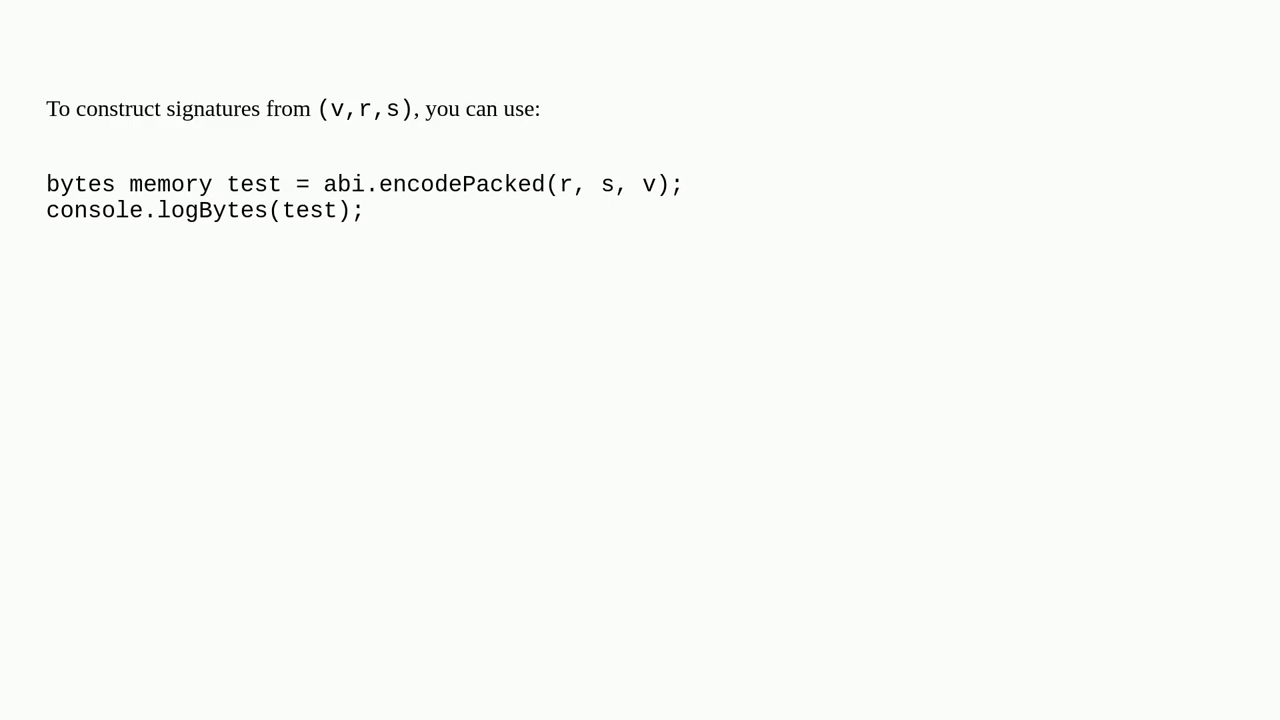 To construct signatures from (v,r,s), you can use:
bytes memory test = abi.encodePacked(r, s, v);
console.logBytes(test);